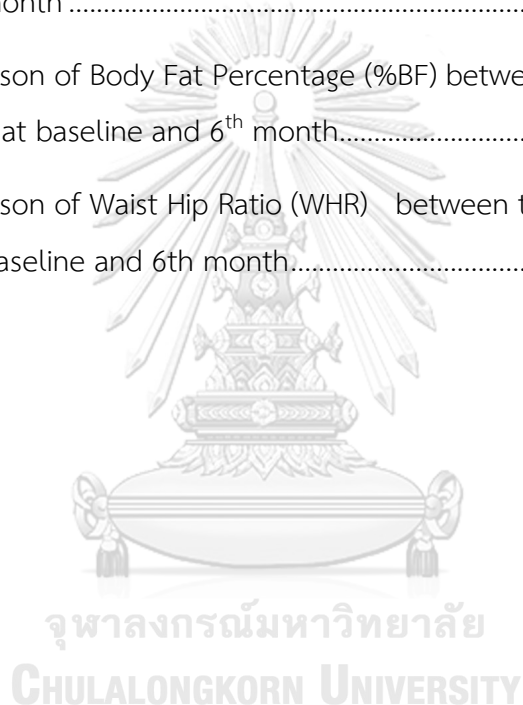 month ................................................................................
son of Body Fat Percentage (%BF) betwe
at baseline and 6th month.................................
son of Waist Hip Ratio (WHR) between t
aseline and 6th month.........................................
จุฬาลงกรณ์มหาวิทยาลัย
CHULALONGKORN UNIVERSITY